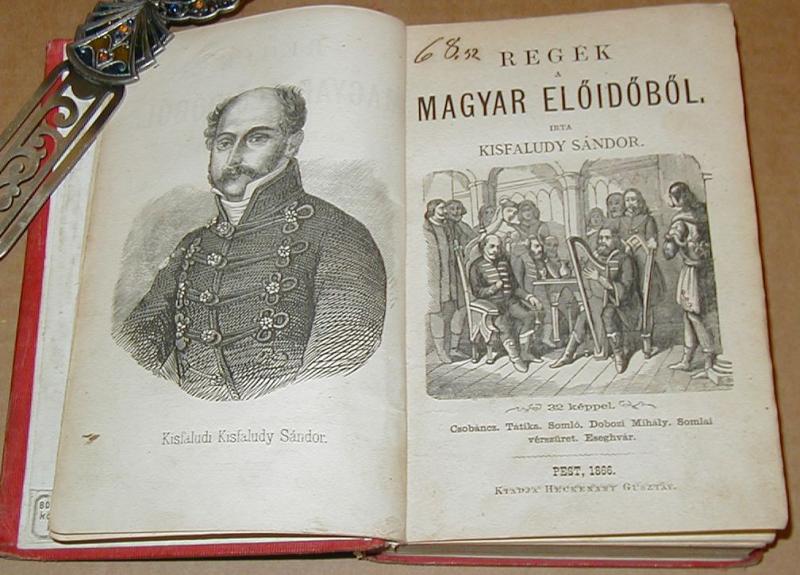 Kisfaludi Kisfaludy Sándor.
68.52
REGÉK
A
MAGYAR ELŐIDŐBŐL.
IRTA
KISFALUDY SÁNDOR.
32 képpel.
Csobáncz. Tátika. Somló. Dobozi Mihály. Somlai
vérszüret. Eseghvár.
PEST, 1866.
KIADJA HECKENAST GUSZTÁV.